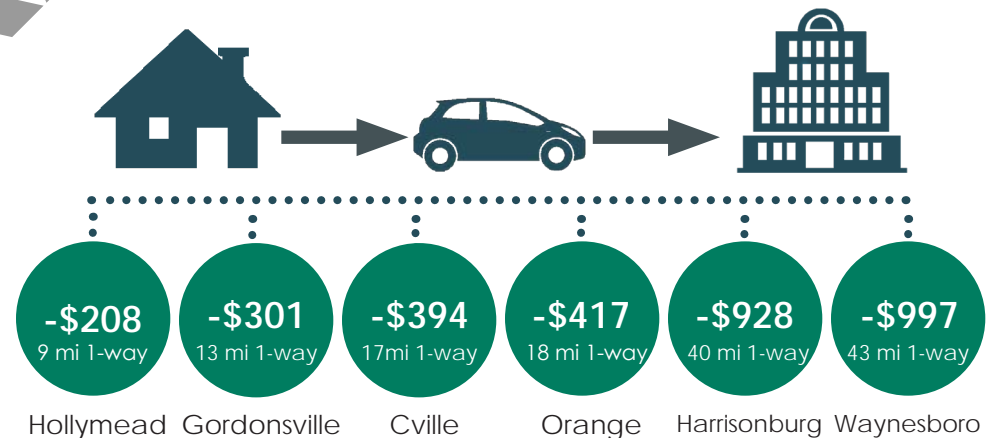 -$208
9 mi 1-way
Hollymead
-$301
13 mi 1-way
Gordonsville
-$394
17mi 1-way
Cville
-$417
18 mi 1-way
Orange
-$928
40 mi 1-way
Harrisonburg
-$997
43 mi 1-way
Waynesboro